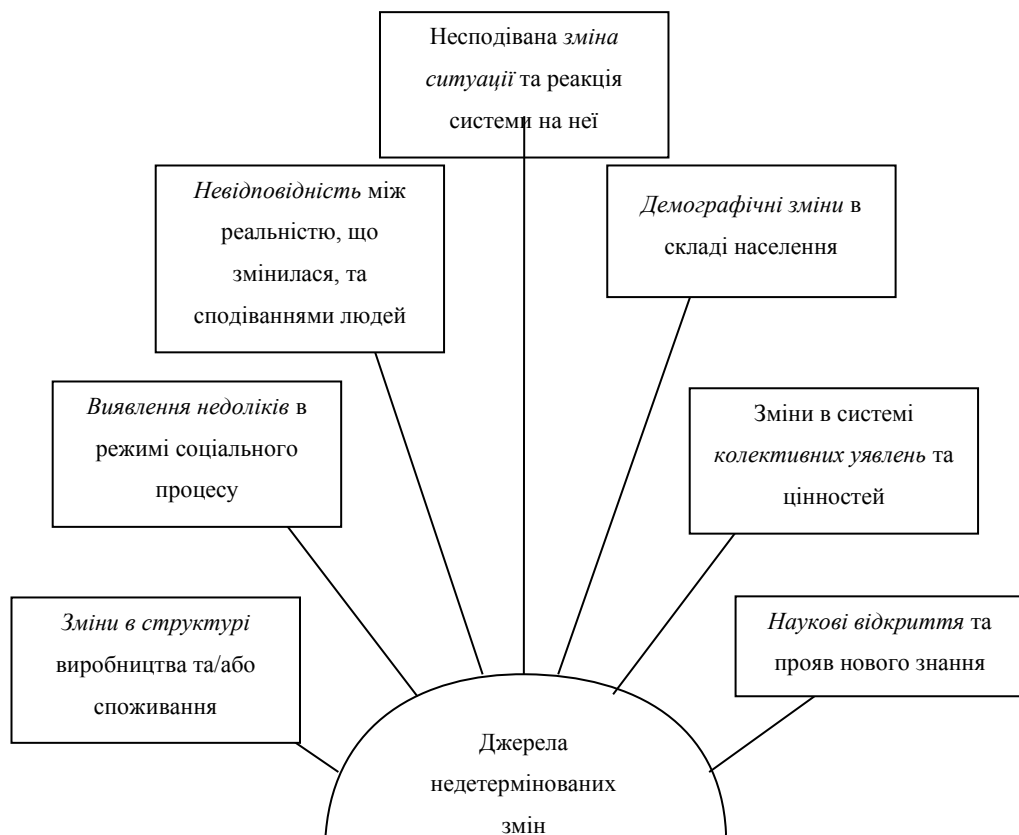 Несподівана зміна
ситуації та реакція
системи на неї
Невідповідність між
реальністю, що
змінилася, та
сподіваннями людей
Демографічні зміни в
складі населення
Виявлення недоліків в
режимі соціального
процесу
Зміни в системі
колективних уявлень та
цінностей
Зміни в структурі
виробництва та/або
споживання
Наукові відкриття та
прояв нового знання
Джерела
недетермінованих
змін